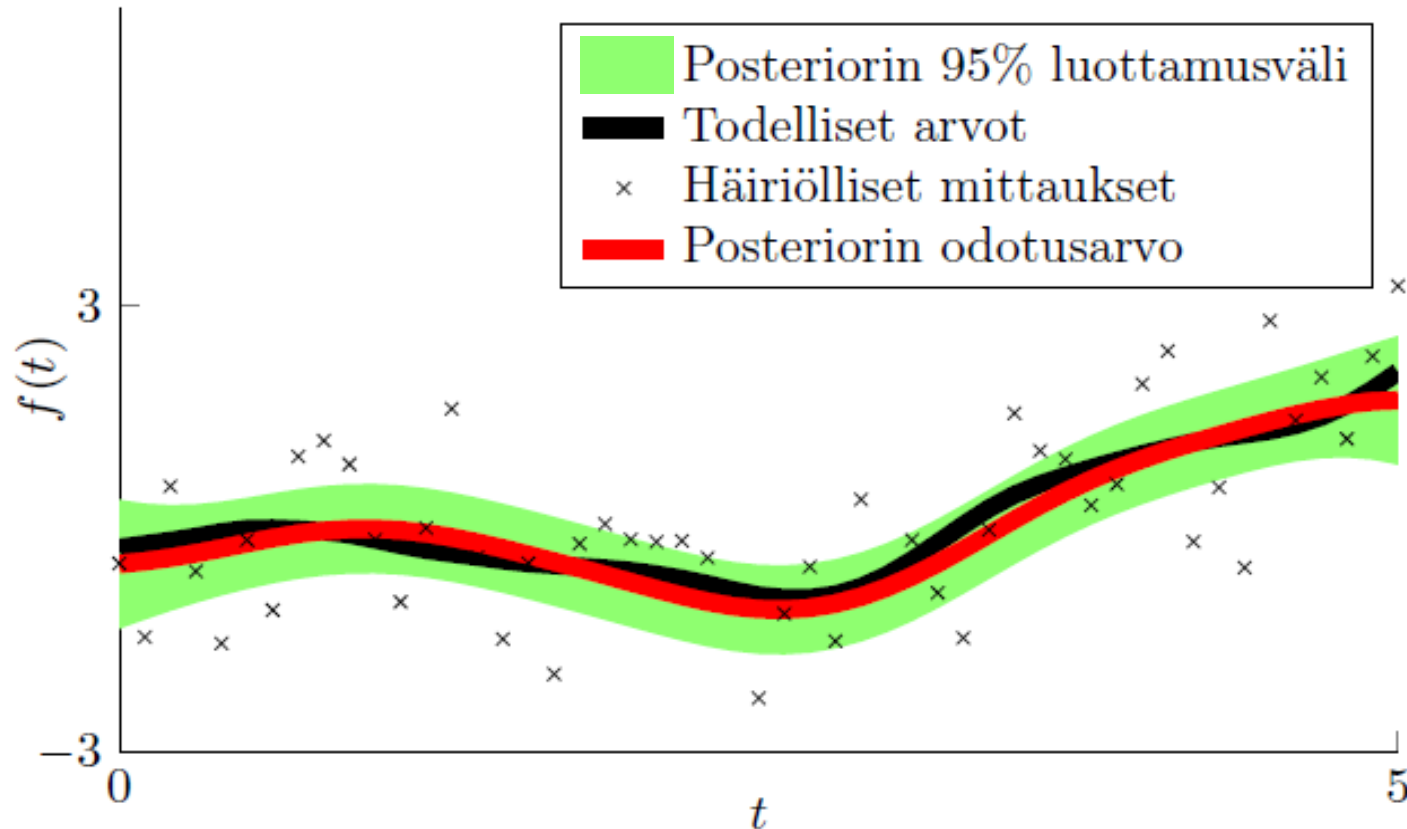 Posteriorin 95% luottamusväli
Todelliset arvot
Häiriölliset mittaukset
Posteriorin odotusarvo
3
f(t)
−3
0
5
t